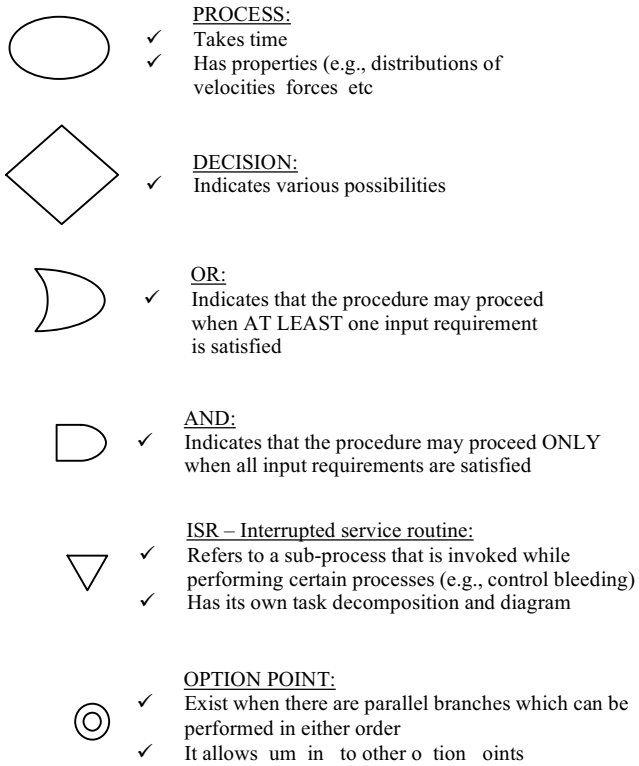 PROCESS:
✓ Takes time
✓ Has properties (e.g., distributions of
velocities forces etc
DECISION:
✓ Indicates various possibilities
OR:
✓ Indicates that the procedure may proceed
when AT LEAST one input requirement
is satisfied
AND:
✓ Indicates that the procedure may proceed ONLY
when all input requirements are satisfied
ISR – Interrupted service routine:
✓ Refers to a sub-process that is invoked while
performing certain processes (e.g., control bleeding)
✓ Has its own task decomposition and diagram
OPTION POINT:
✓ Exist when there are parallel branches which can be
performed in either order
✓ It allows um in to other o tion oints